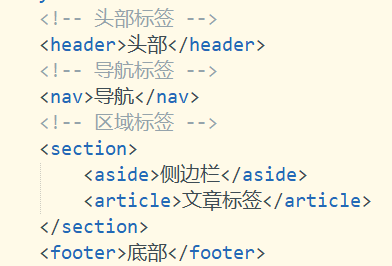 <!-- 头部标签 -->
<header>头部</header>
<!-- 导航标签 -->
<nav>导航</nav>
<!-- 区域标签 -->
<section>
    <aside>侧边栏</aside>
    <article>文章标签</article>
</section>
<footer>底部</footer>